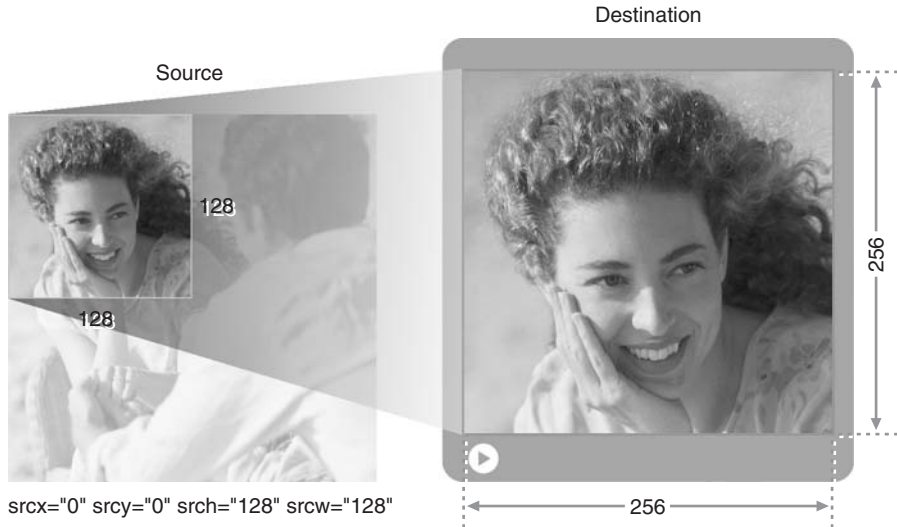 Destination
Source
128
128
256
srcx="0" srcy="0" srch="128" srcw="128"
256